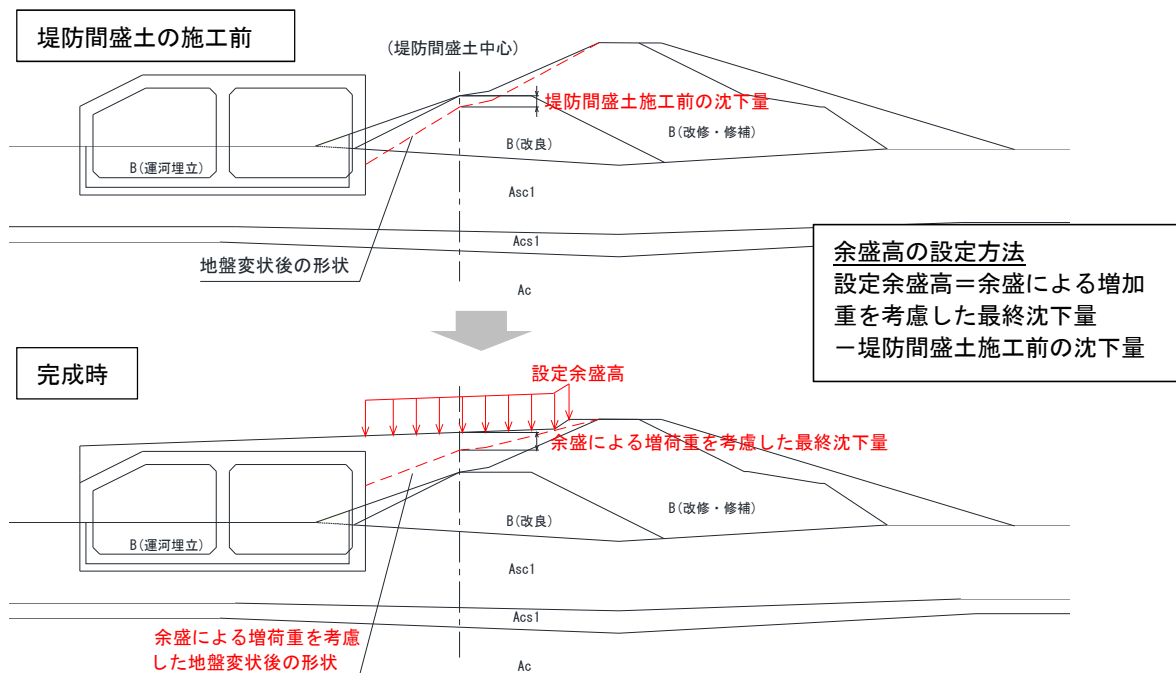 堤防間盛土の施工前
(堤防間盛土中心)
堤防間盛土施工前の沈下量
B(運河埋立)
B(改良)
B(改修・修補)
Asc1
Acs1
地盤変状後の形状
Ac
余盛高の設定方法
設定余盛高＝余盛による増加
重を考慮した最終沈下量
－堤防間盛土施工前の沈下量
完成時
設定余盛高
余盛による増荷重を考慮した最終沈下量
B(運河埋立)
B(改良)
B(改修・修補)
Asc1
Acs1
余盛による増荷重を考慮
した地盤変状後の形状
Ac